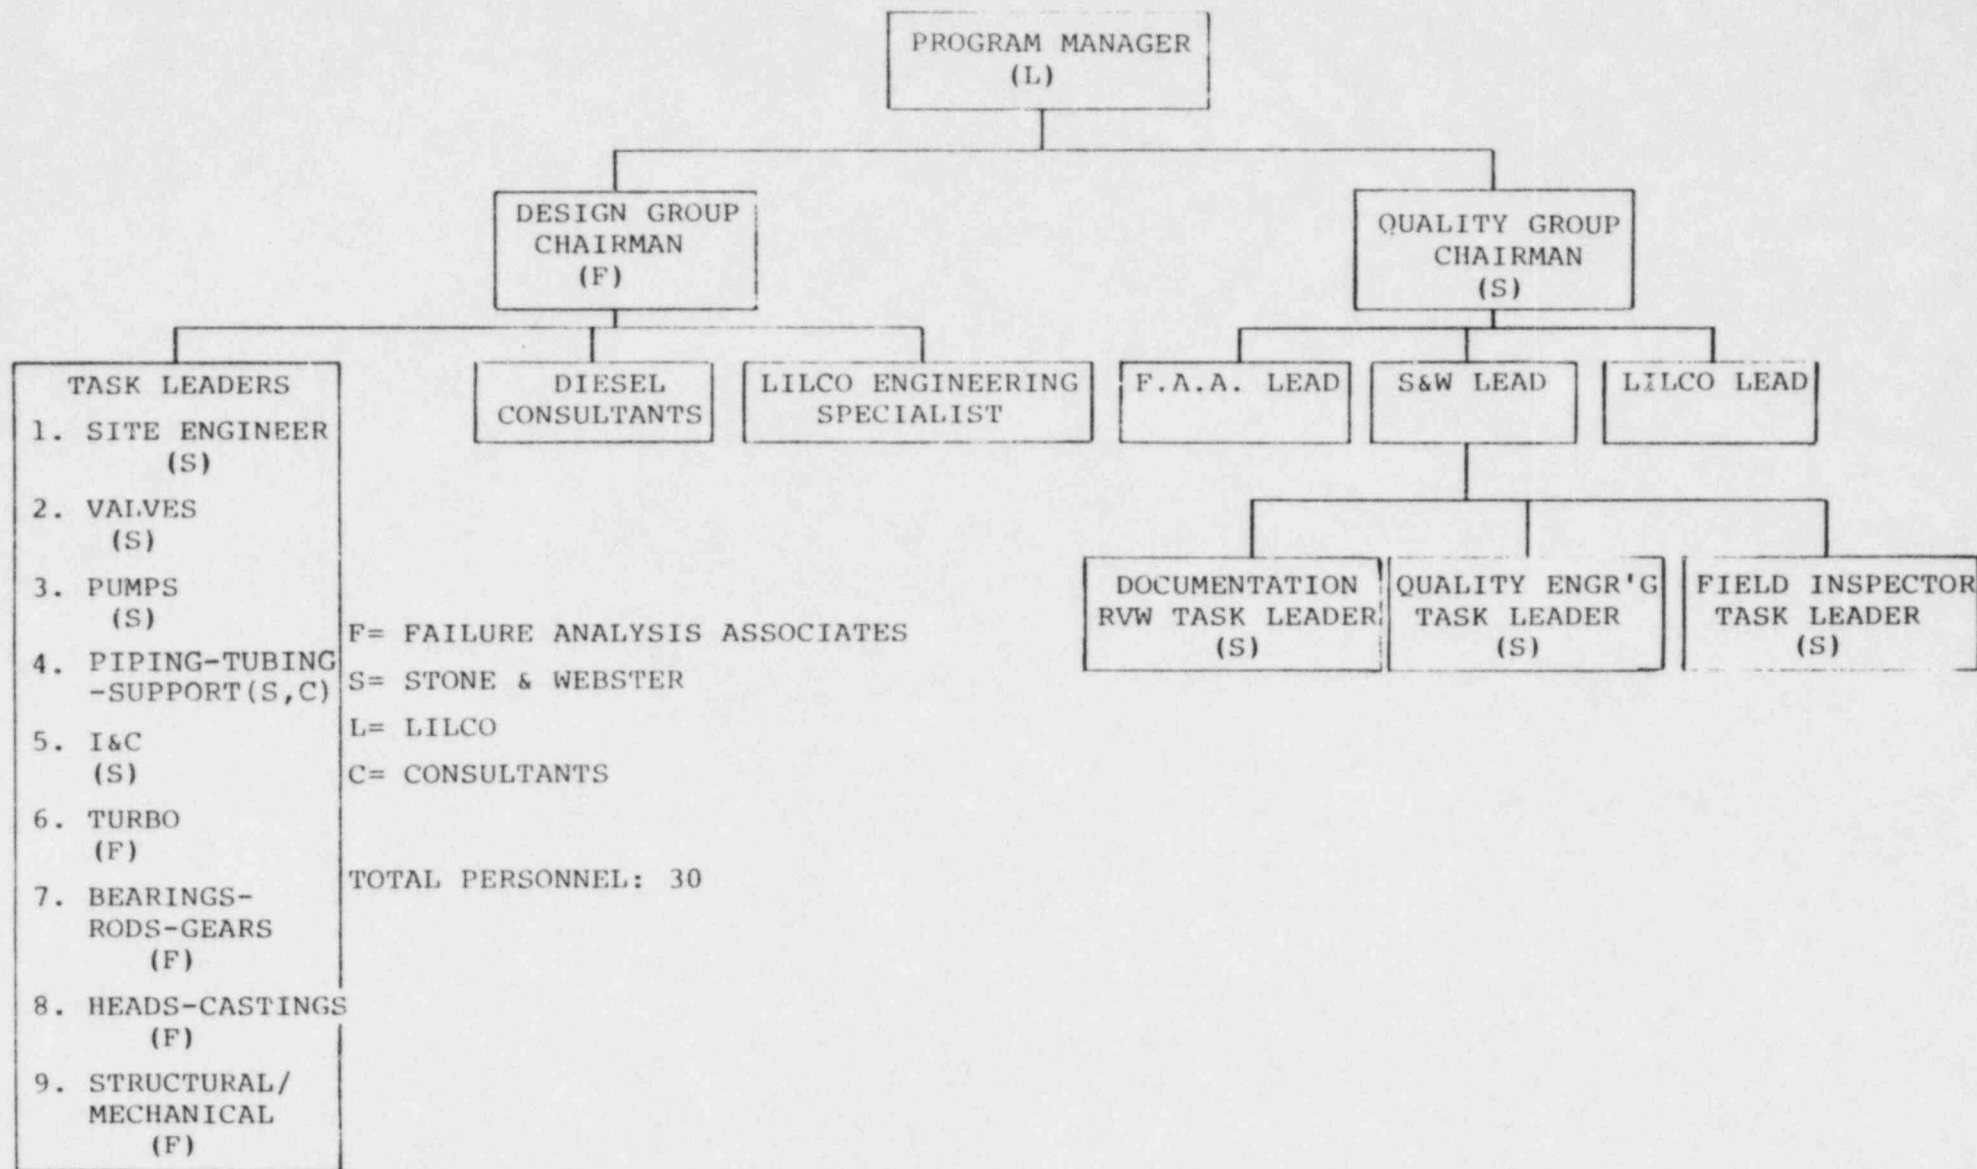 PROGRAM MANAGER
(L)
DESIGN GROUP
CHAIRMAN
(F)
QUALITY GROUP
CHAIRMAN
(S)
TASK LEADERS
1. SITE ENGINEER
(S)
2. VALVES
(S)
3. PUMPS
(S)
4. PIPING-TUBING
-SUPPORT(S,C)
5. I&C
(S)
6. TURBO
(F)
7. BEARINGS-
RODS-GEARS
(F)
8. HEADS-CASTINGS
(F)
9. STRUCTURAL/
MECHANICAL
(F)
DIESEL
CONSULTANTS
LILCO ENGINEERING
SPECIALIST
F.A.A. LEAD
S&W LEAD
LILCO LEAD
DOCUMENTATION
RVW TASK LEADER
(S)
QUALITY ENGR'G
TASK LEADER
(S)
FIELD INSPECTOR
TASK LEADER
(S)
F= FAILURE ANALYSIS ASSOCIATES
S= STONE & WEBSTER
L= LILCO
C= CONSULTANTS
TOTAL PERSONNEL: 30